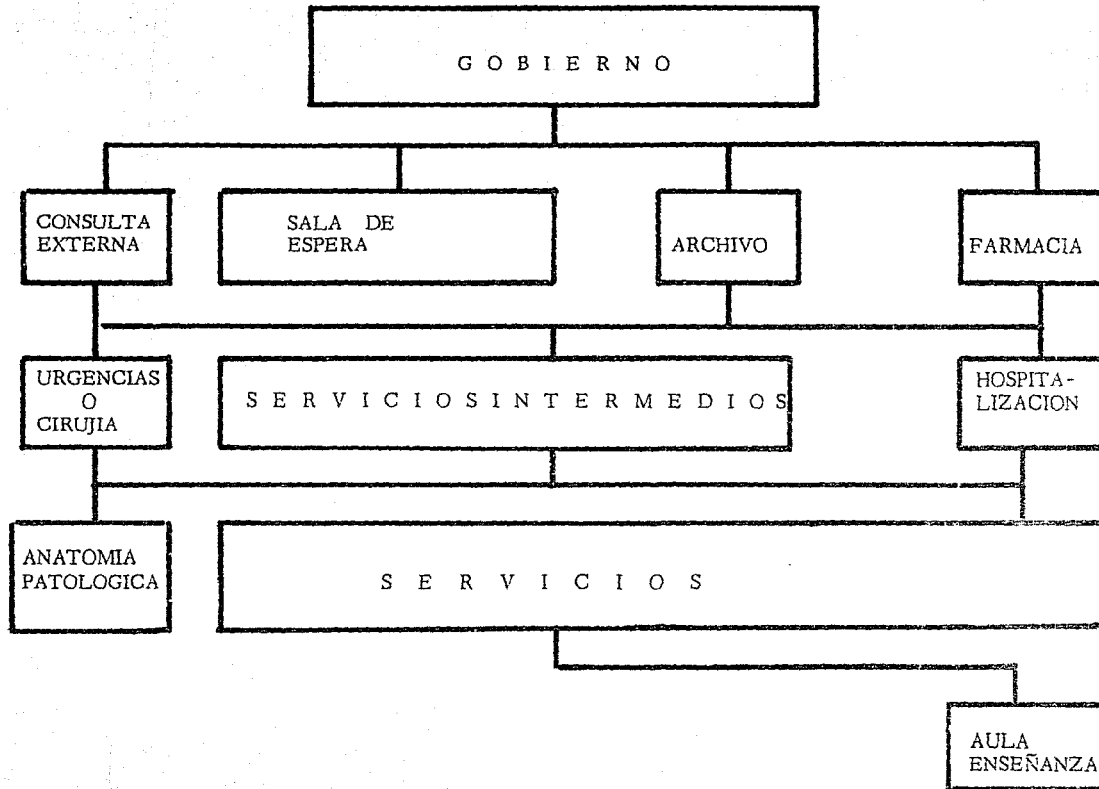 G O B I E R N O
CONSULTA
EXTERNA
SALA DE
ESPERA
ARCHIVO
FARMACIA
URGENCIAS
O
CIRUJIA
S E R V I C I O S I N T E R M E D I O S
HOSPITA-
LIZACION
ANATOMIA
PATOLOGICA
S E R V I C I O S
AULA
ENSEÑANZA